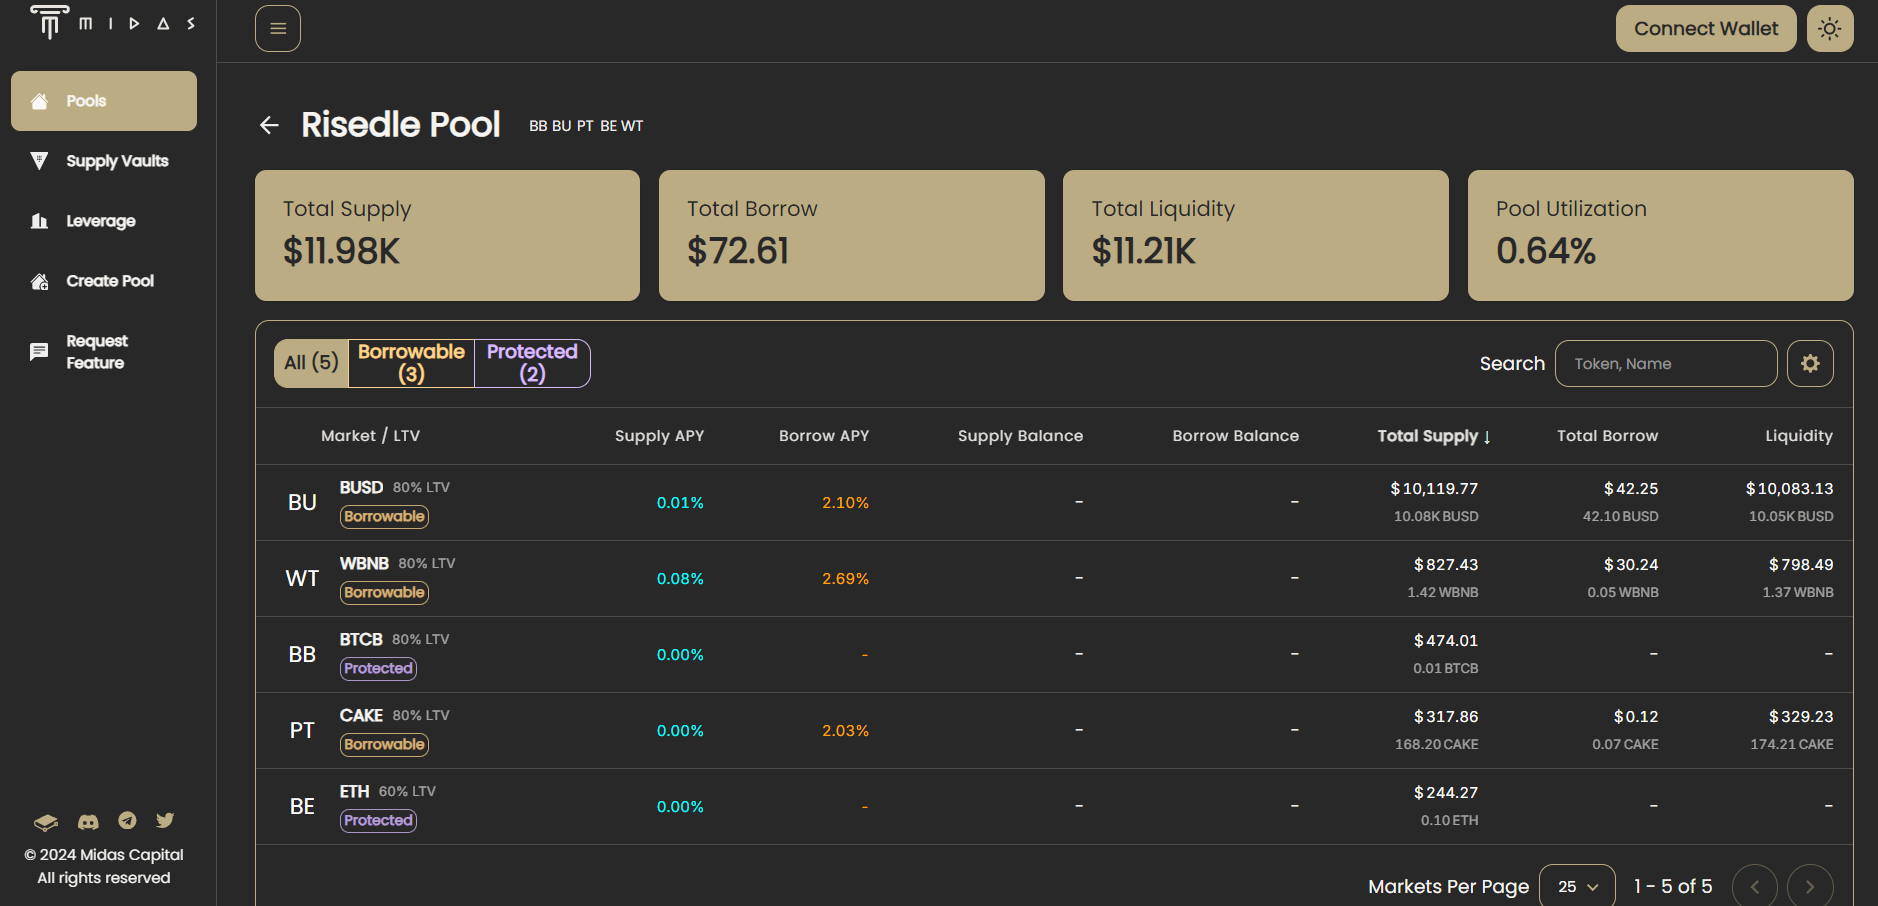 MIDAS
Connect Wallet
Pools
Supply Vaults
Leverage
Create Pool
Request
Feature
Risedle Pool BB BU PT BE WT
Total Supply
$11.98K
Total Borrow
$72.61
Total Liquidity
$11.21K
Pool Utilization
0.64%
All (5)
Borrowable
(3)
Protected
(2)
Search Token, Name
Market / LTV Supply APY Borrow APY Supply Balance Borrow Balance Total Supply ↓ Total Borrow Liquidity
BU BUSD 80% LTV 0.01% 2.10% - - $10,119.77 $42.25 $10,083.13
Borrowable 10.08K BUSD 42.10 BUSD 10.05K BUSD
WT WBNB 80% LTV 0.08% 2.69% - - $827.43 $30.24 $798.49
Borrowable 1.42 WBNB 0.05 WBNB 1.37 WBNB
BB BTCB 80% LTV 0.00% - - - $474.01 - -
Protected 0.01 BTCB
PT CAKE 80% LTV 0.00% 2.03% - - $317.86 $0.12 $329.23
Borrowable 168.20 CAKE 0.07 CAKE 174.21 CAKE
BE ETH 60% LTV 0.00% - - - $244.27 - -
Protected 0.10 ETH
Markets Per Page 25 1 - 5 of 5
© 2024 Midas Capital
All rights reserved